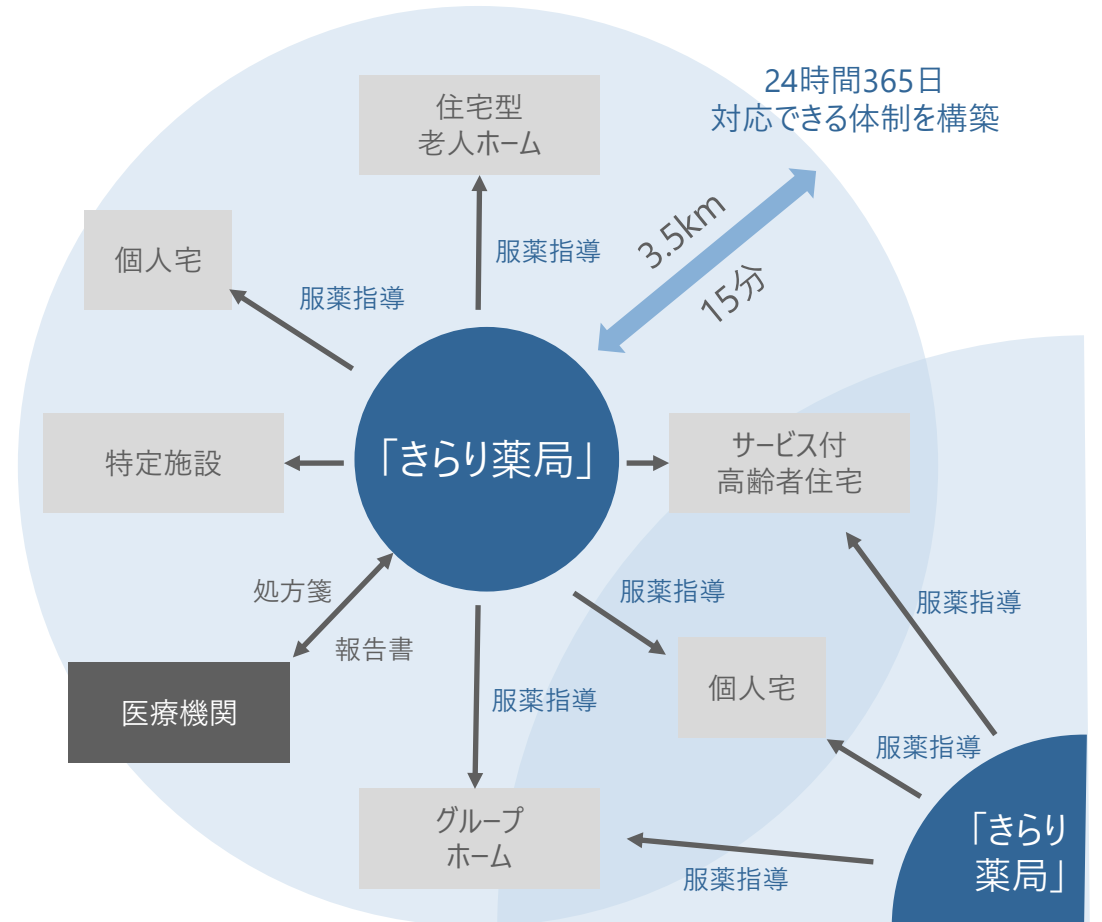 24時間365日
対応できる体制を構築
住宅型
老人ホーム
3.5km
15分
個人宅
服薬指導
服薬指導
「きらり薬局」
特定施設
サービス付
高齢者住宅
処方箋
報告書
服薬指導
服薬指導
医療機関
個人宅
服薬指導
服薬指導
グループ
ホーム
服薬指導
「きらり
薬局」